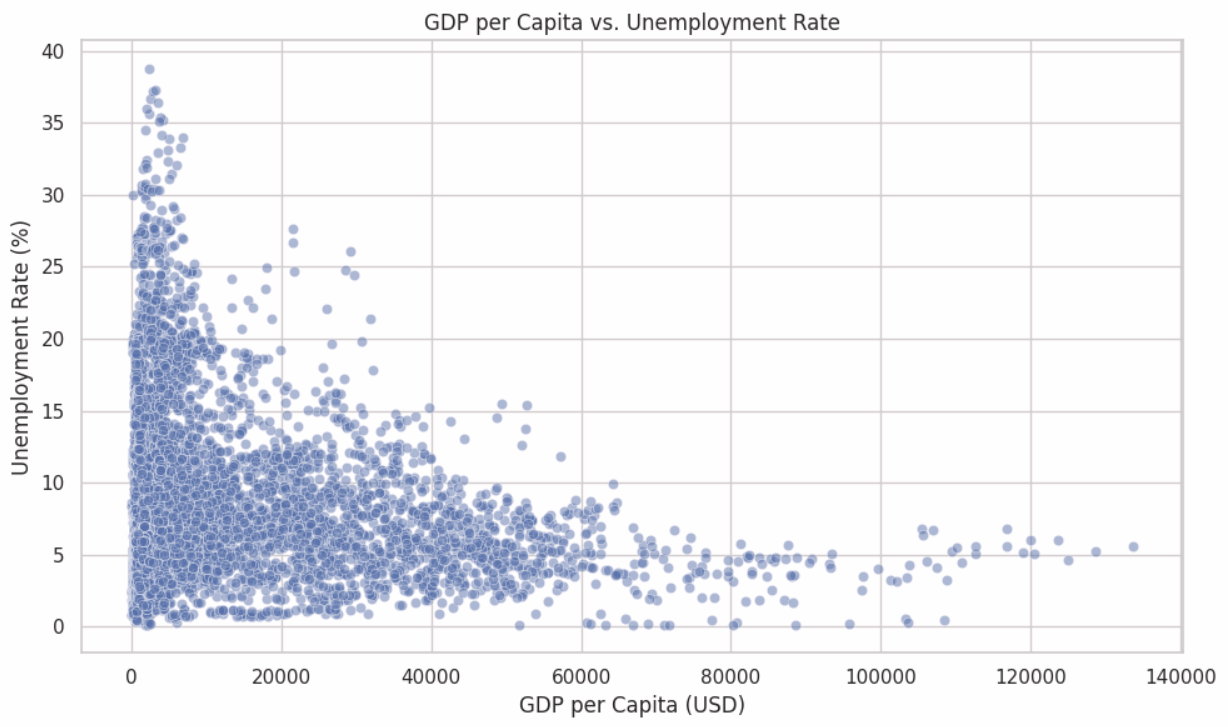 GDP per Capita vs. Unemployment Rate
40
35
30
25
20
15
10
5
0
Unemployment Rate (%)
0 20000 40000 60000 80000 100000 120000 140000
GDP per Capita (USD)